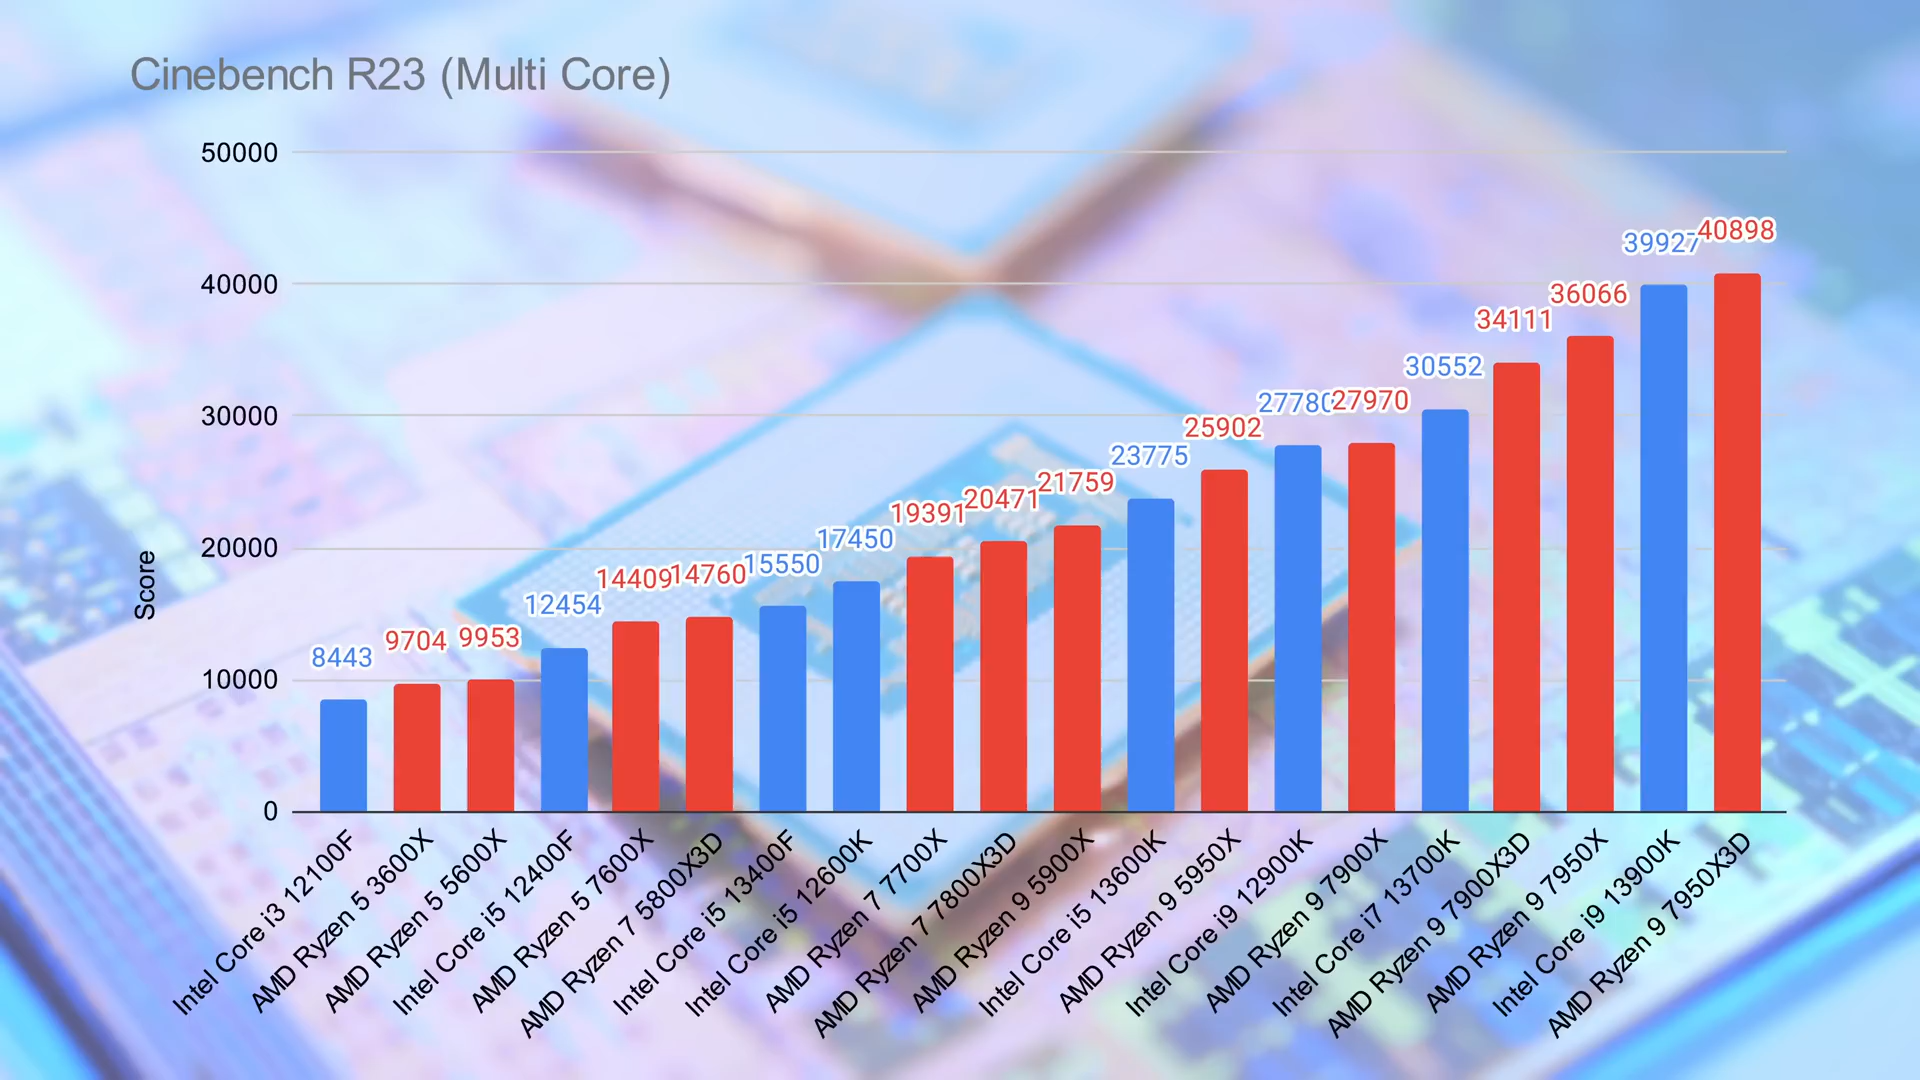 Cinebench R23 (Multi Core)
50000
40000
30000
20000
10000
0
Score
8443
9704
9953
12454
14409
14760
15550
17450
19391
20471
21759
23775
25902
27780
27970
30552
34111
36066
39927
40898
Intel Core i3 12100F
AMD Ryzen 5 3600X
AMD Ryzen 5 5600X
Intel Core i5 12400F
AMD Ryzen 5 7600X
AMD Ryzen 7 5800X3D
Intel Core i5 13400F
Intel Core i5 12600K
AMD Ryzen 7 7700X
AMD Ryzen 7 7800X3D
AMD Ryzen 9 5900X
Intel Core i5 13600K
AMD Ryzen 9 5950X
Intel Core i9 12900K
AMD Ryzen 9 7900X
Intel Core i7 13700K
AMD Ryzen 9 7900X3D
AMD Ryzen 9 7950X
Intel Core i9 13900K
AMD Ryzen 9 7950X3D